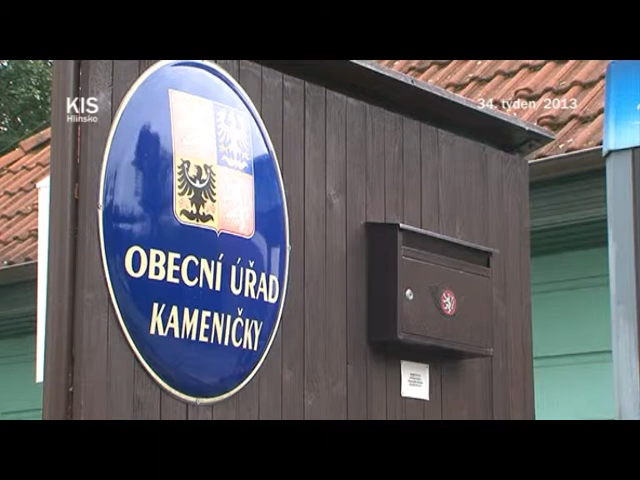 KIS
Hlinsko
34. týden/2013
OBECNÍ ÚŘAD
KAMENIČKY